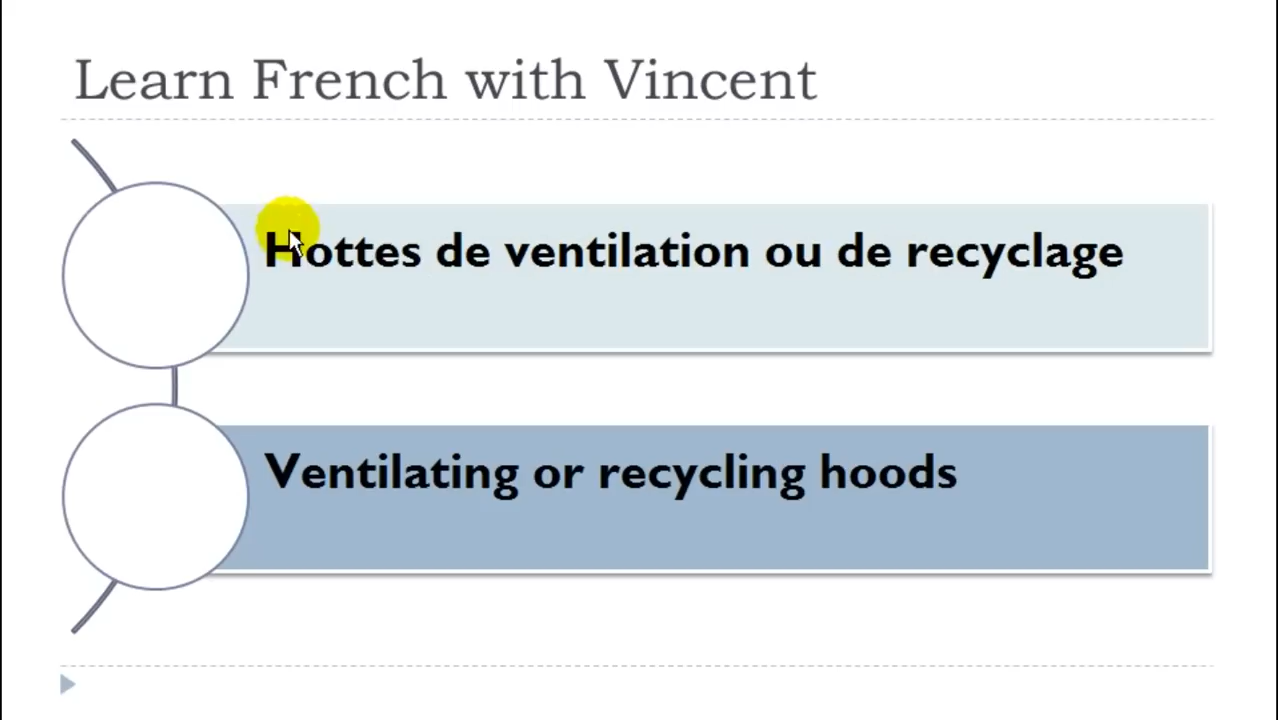 Learn French with Vincent
Hottes de ventilation ou de recyclage
Ventilating or recycling hoods